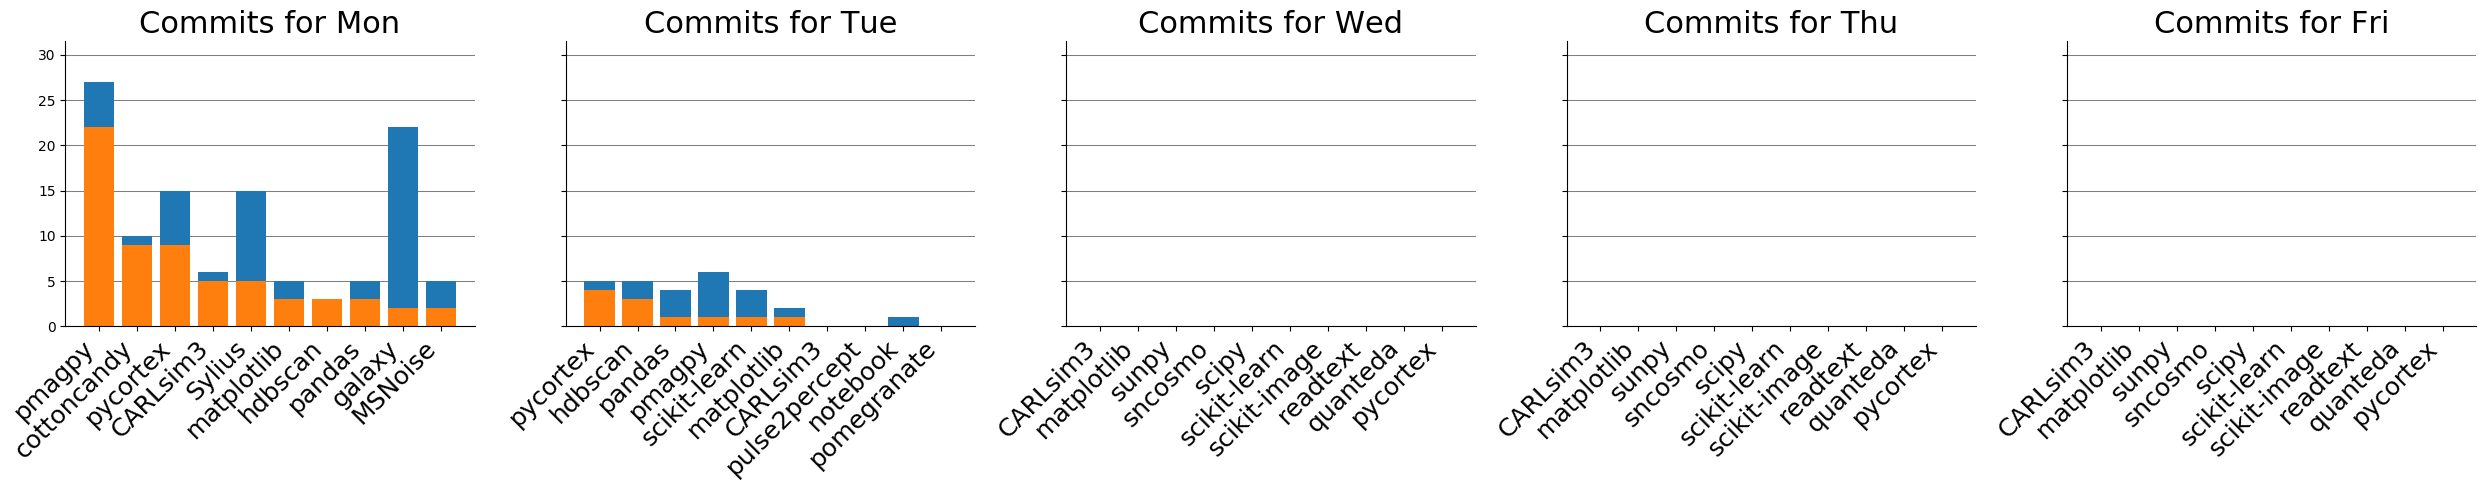 Commits for Mon
30
25
20
15
10
5
0
pmagpy
cottoncandy
pycortex
CARLsim3
Sylius
matplotlib
hdbscan
pandas
galaxy
MSNoise
Commits for Tue
pycortex
hdbscan
pandas
pmagpy
scikit-learn
matplotlib
CARLsim3
pulse2percept
notebook
pomegranate
Commits for Wed
CARLsim3
matplotlib
sunpy
sncosmo
scipy
scikit-learn
scikit-image
readtext
quanteda
pycortex
Commits for Thu
CARLsim3
matplotlib
sunpy
sncosmo
scipy
scikit-learn
scikit-image
readtext
quanteda
pycortex
Commits for Fri
CARLsim3
matplotlib
sunpy
sncosmo
scipy
scikit-learn
scikit-image
readtext
quanteda
pycortex